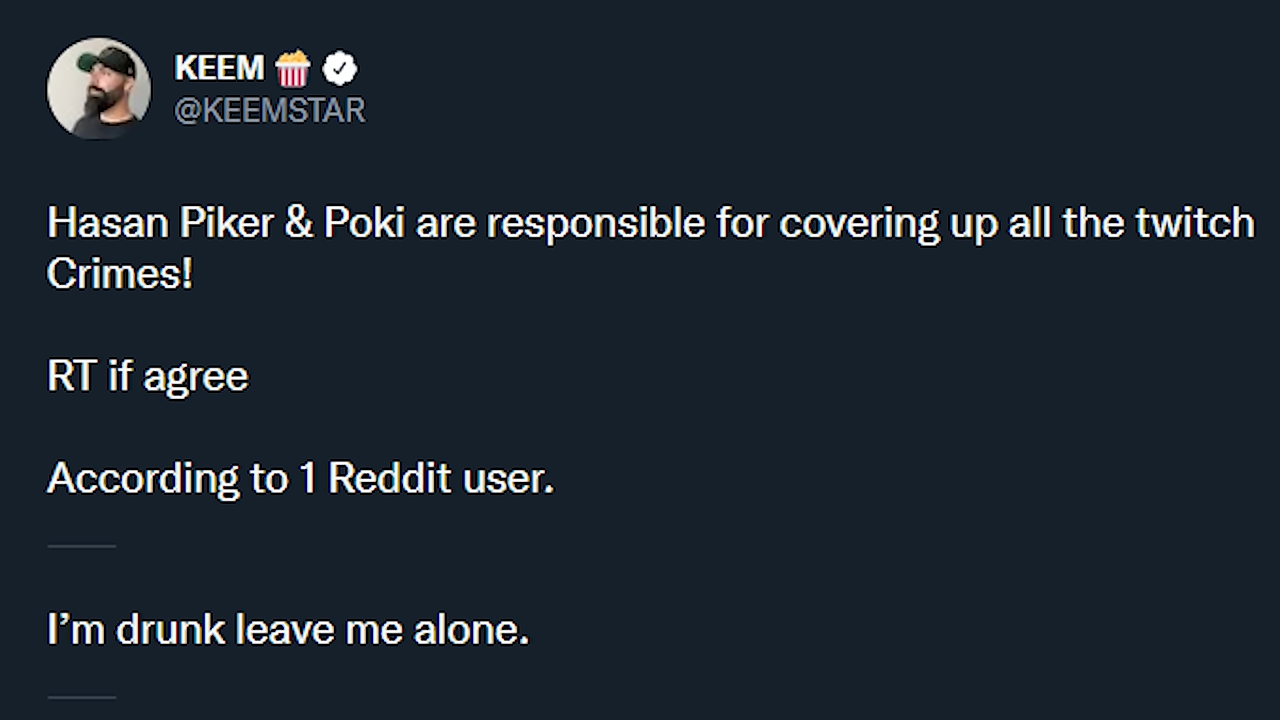 KEEM 🍿
@KEEMSTAR
Hasan Piker & Poki are responsible for covering up all the twitch
Crimes!
RT if agree
According to 1 Reddit user.
I’m drunk leave me alone.